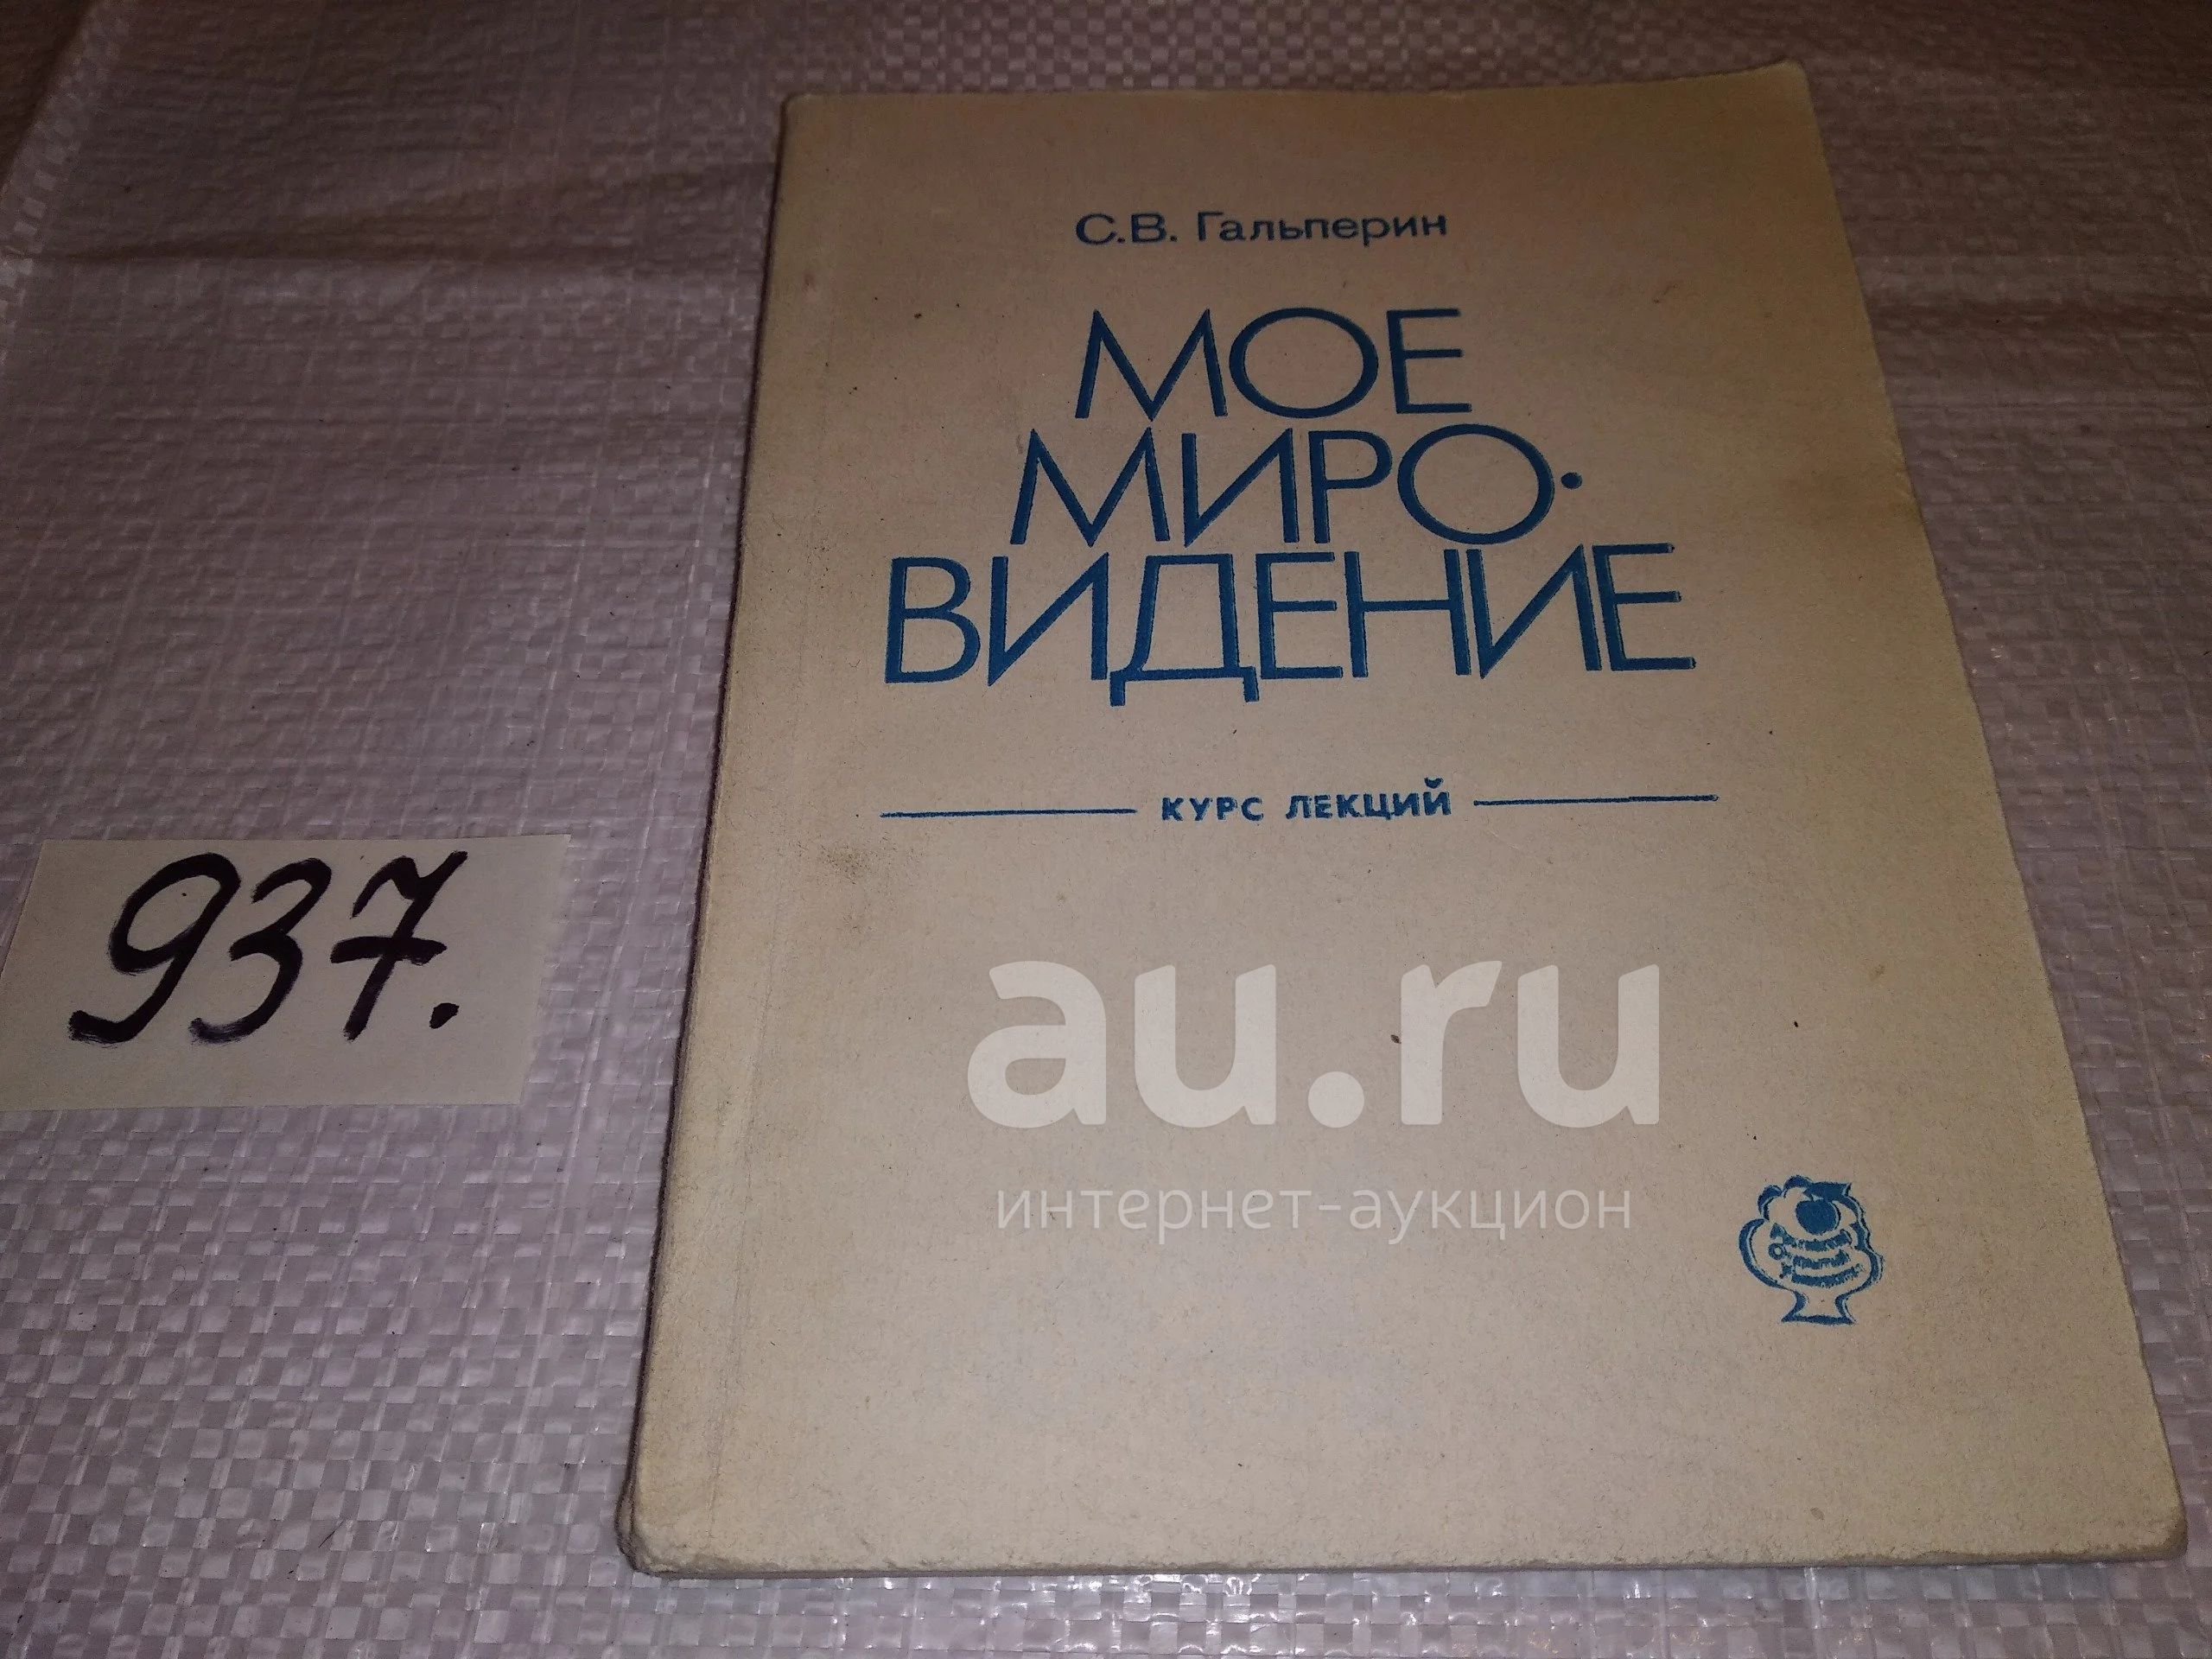 С.В. Гальперин
МОЕ
МИРО·
ВИДЕНИЕ
КУРС ЛЕКЦИЙ
937.
au.ru
интернет-аукцион